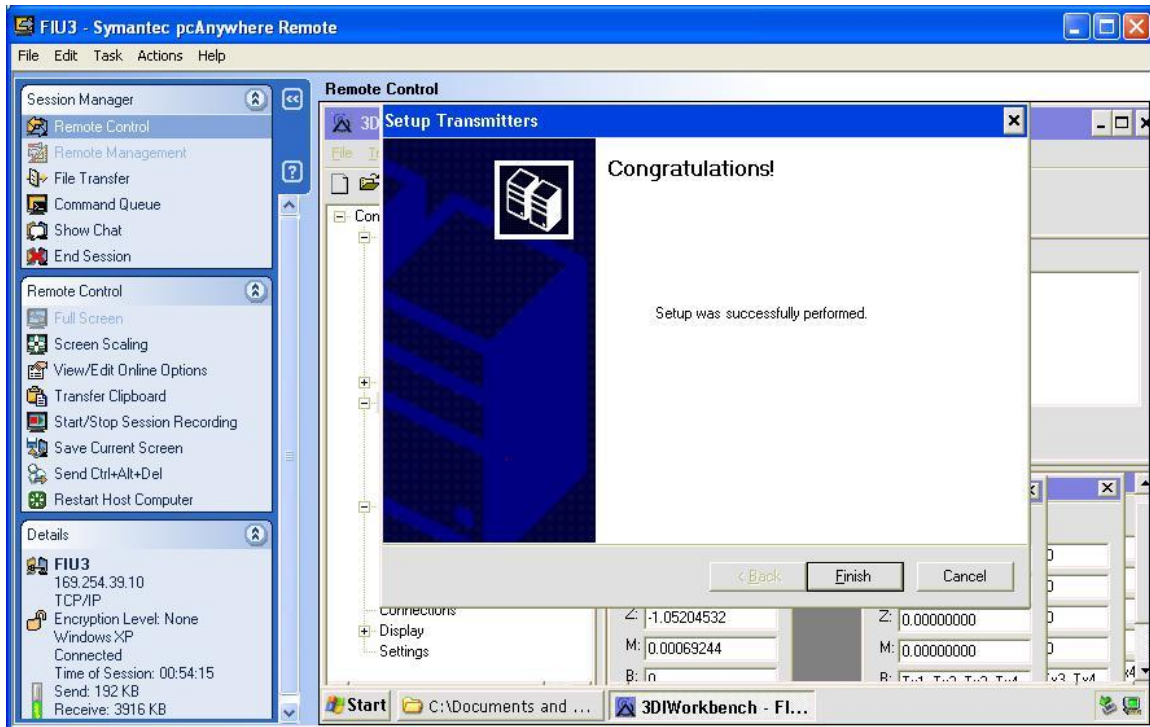 FIU3 - Symantec pcAnywhere Remote
File Edit Task Actions Help
Session Manager
Remote Control
Remote Management
File Transfer
Command Queue
Show Chat
End Session
Remote Control
Full Screen
Screen Scaling
View/Edit Online Options
Transfer Clipboard
Start/Stop Session Recording
Save Current Screen
Send Ctrl+Alt+Del
Restart Host Computer
Details
FIU3
169.254.39.10
TCP/IP
Encryption Level: None
Windows XP
Connected
Time of Session: 00:54:15
Send: 192 KB
Receive: 3916 KB
Remote Control
3D
File
Con
Setup Transmitters
Congratulations!
Setup was successfully performed.
< Back Finish Cancel
Connections
Display
Settings
Z: -1.05204532
M: 0.00069244
B: 0
Z: 0.00000000
M: 0.00000000
Start C:\Documents and ... 3DIWorkbench - FI...